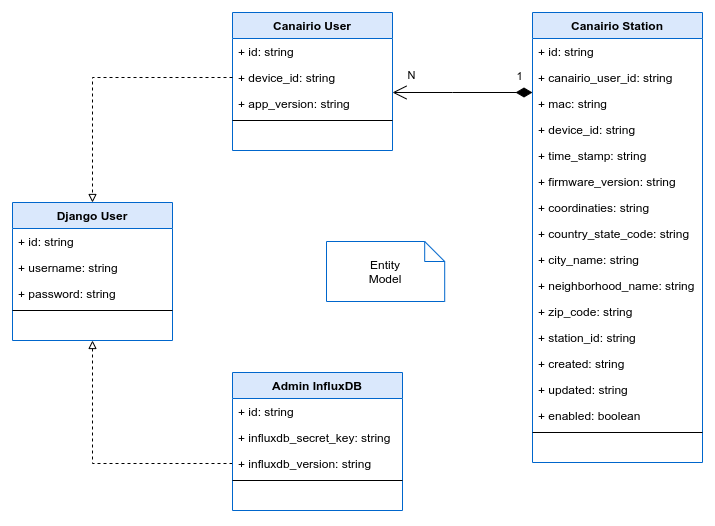 Canairio User
+ id: string
+ device_id: string
+ app_version: string
N
1
Canairio Station
+ id: string
+ canairio_user_id: string
+ mac: string
+ device_id: string
+ time_stamp: string
+ firmware_version: string
+ coordinaties: string
+ country_state_code: string
+ city_name: string
+ neighborhood_name: string
+ zip_code: string
+ station_id: string
+ created: string
+ updated: string
+ enabled: boolean
Django User
+ id: string
+ username: string
+ password: string
Entity
Model
Admin InfluxDB
+ id: string
+ influxdb_secret_key: string
+ influxdb_version: string